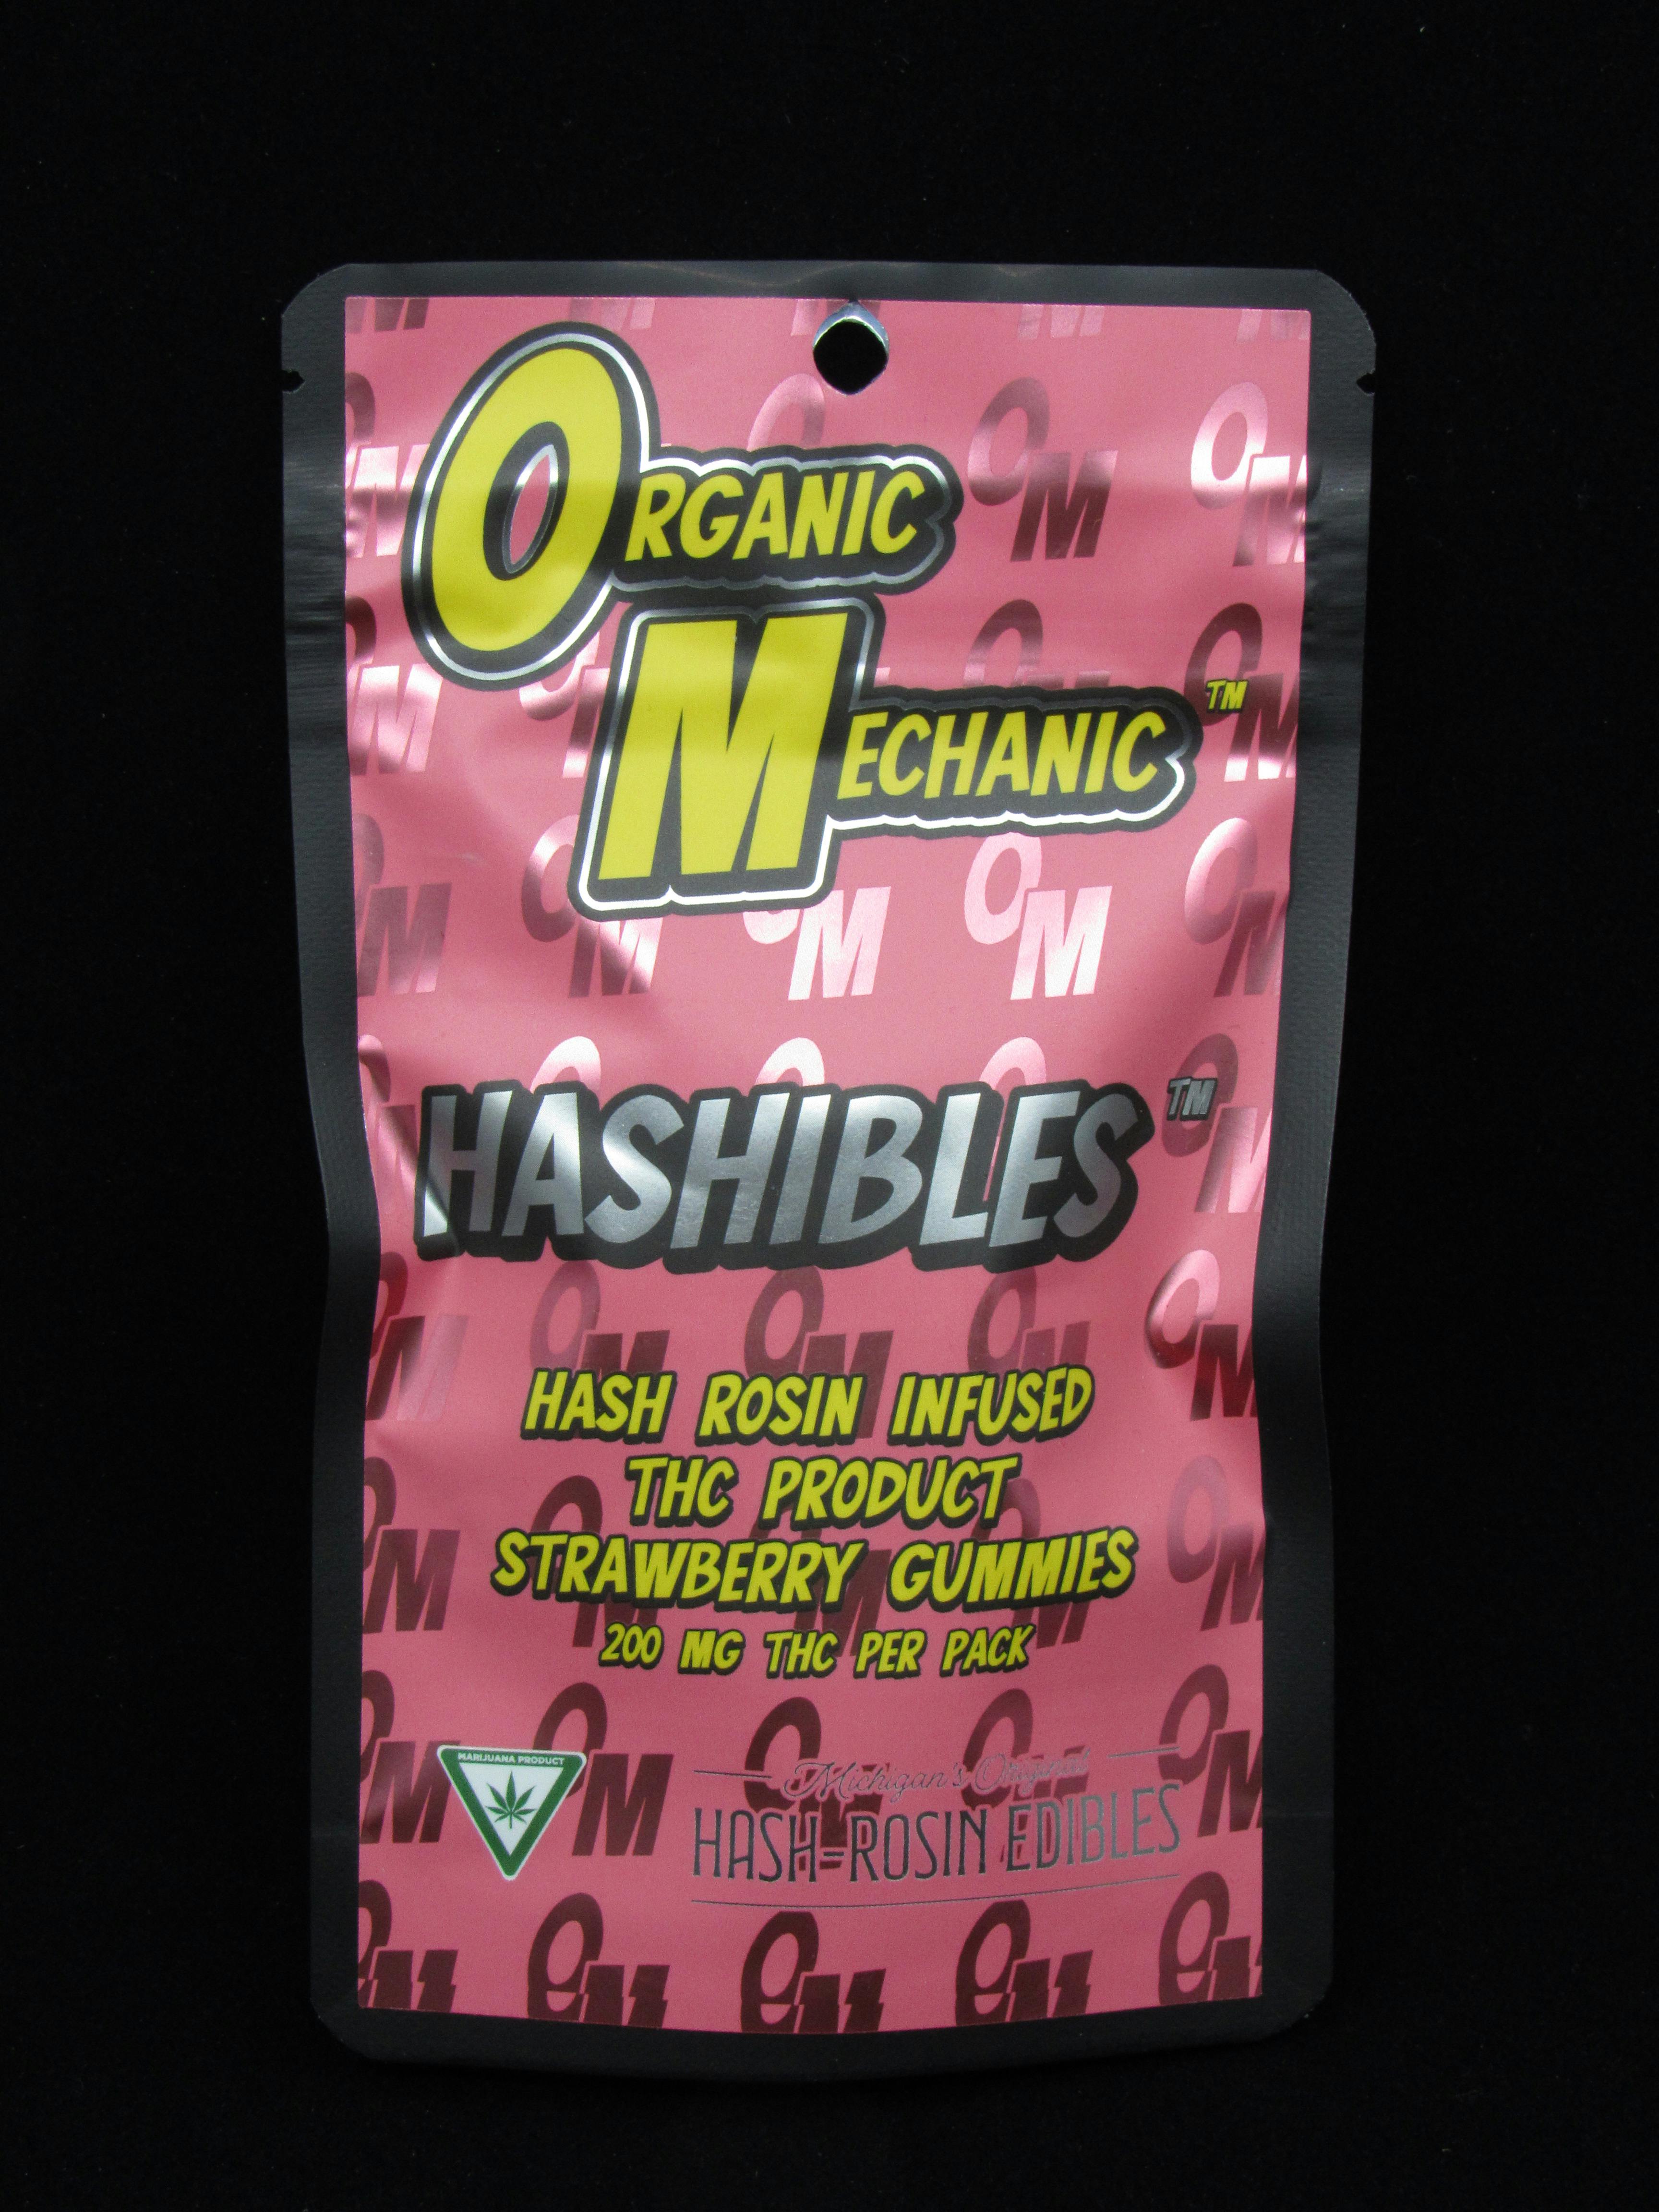 ORGANIC
MECHANIC™
HASHIBLES™
HASH ROSIN INFUSED
THC PRODUCT
STRAWBERRY GUMMIES
200 MG THC PER PACK
MARIJUANA PRODUCT
Michigan's Original
HASH-ROSIN EDIBLES